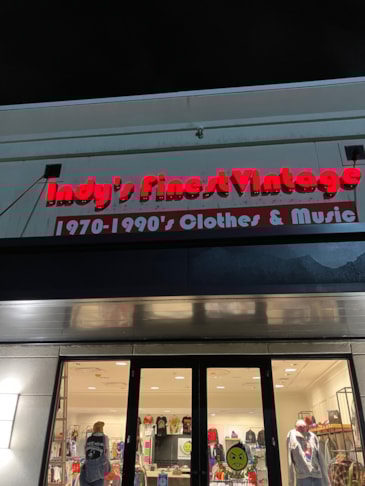 Indy's Finest Vintage
1970-1990's Clothes & Music